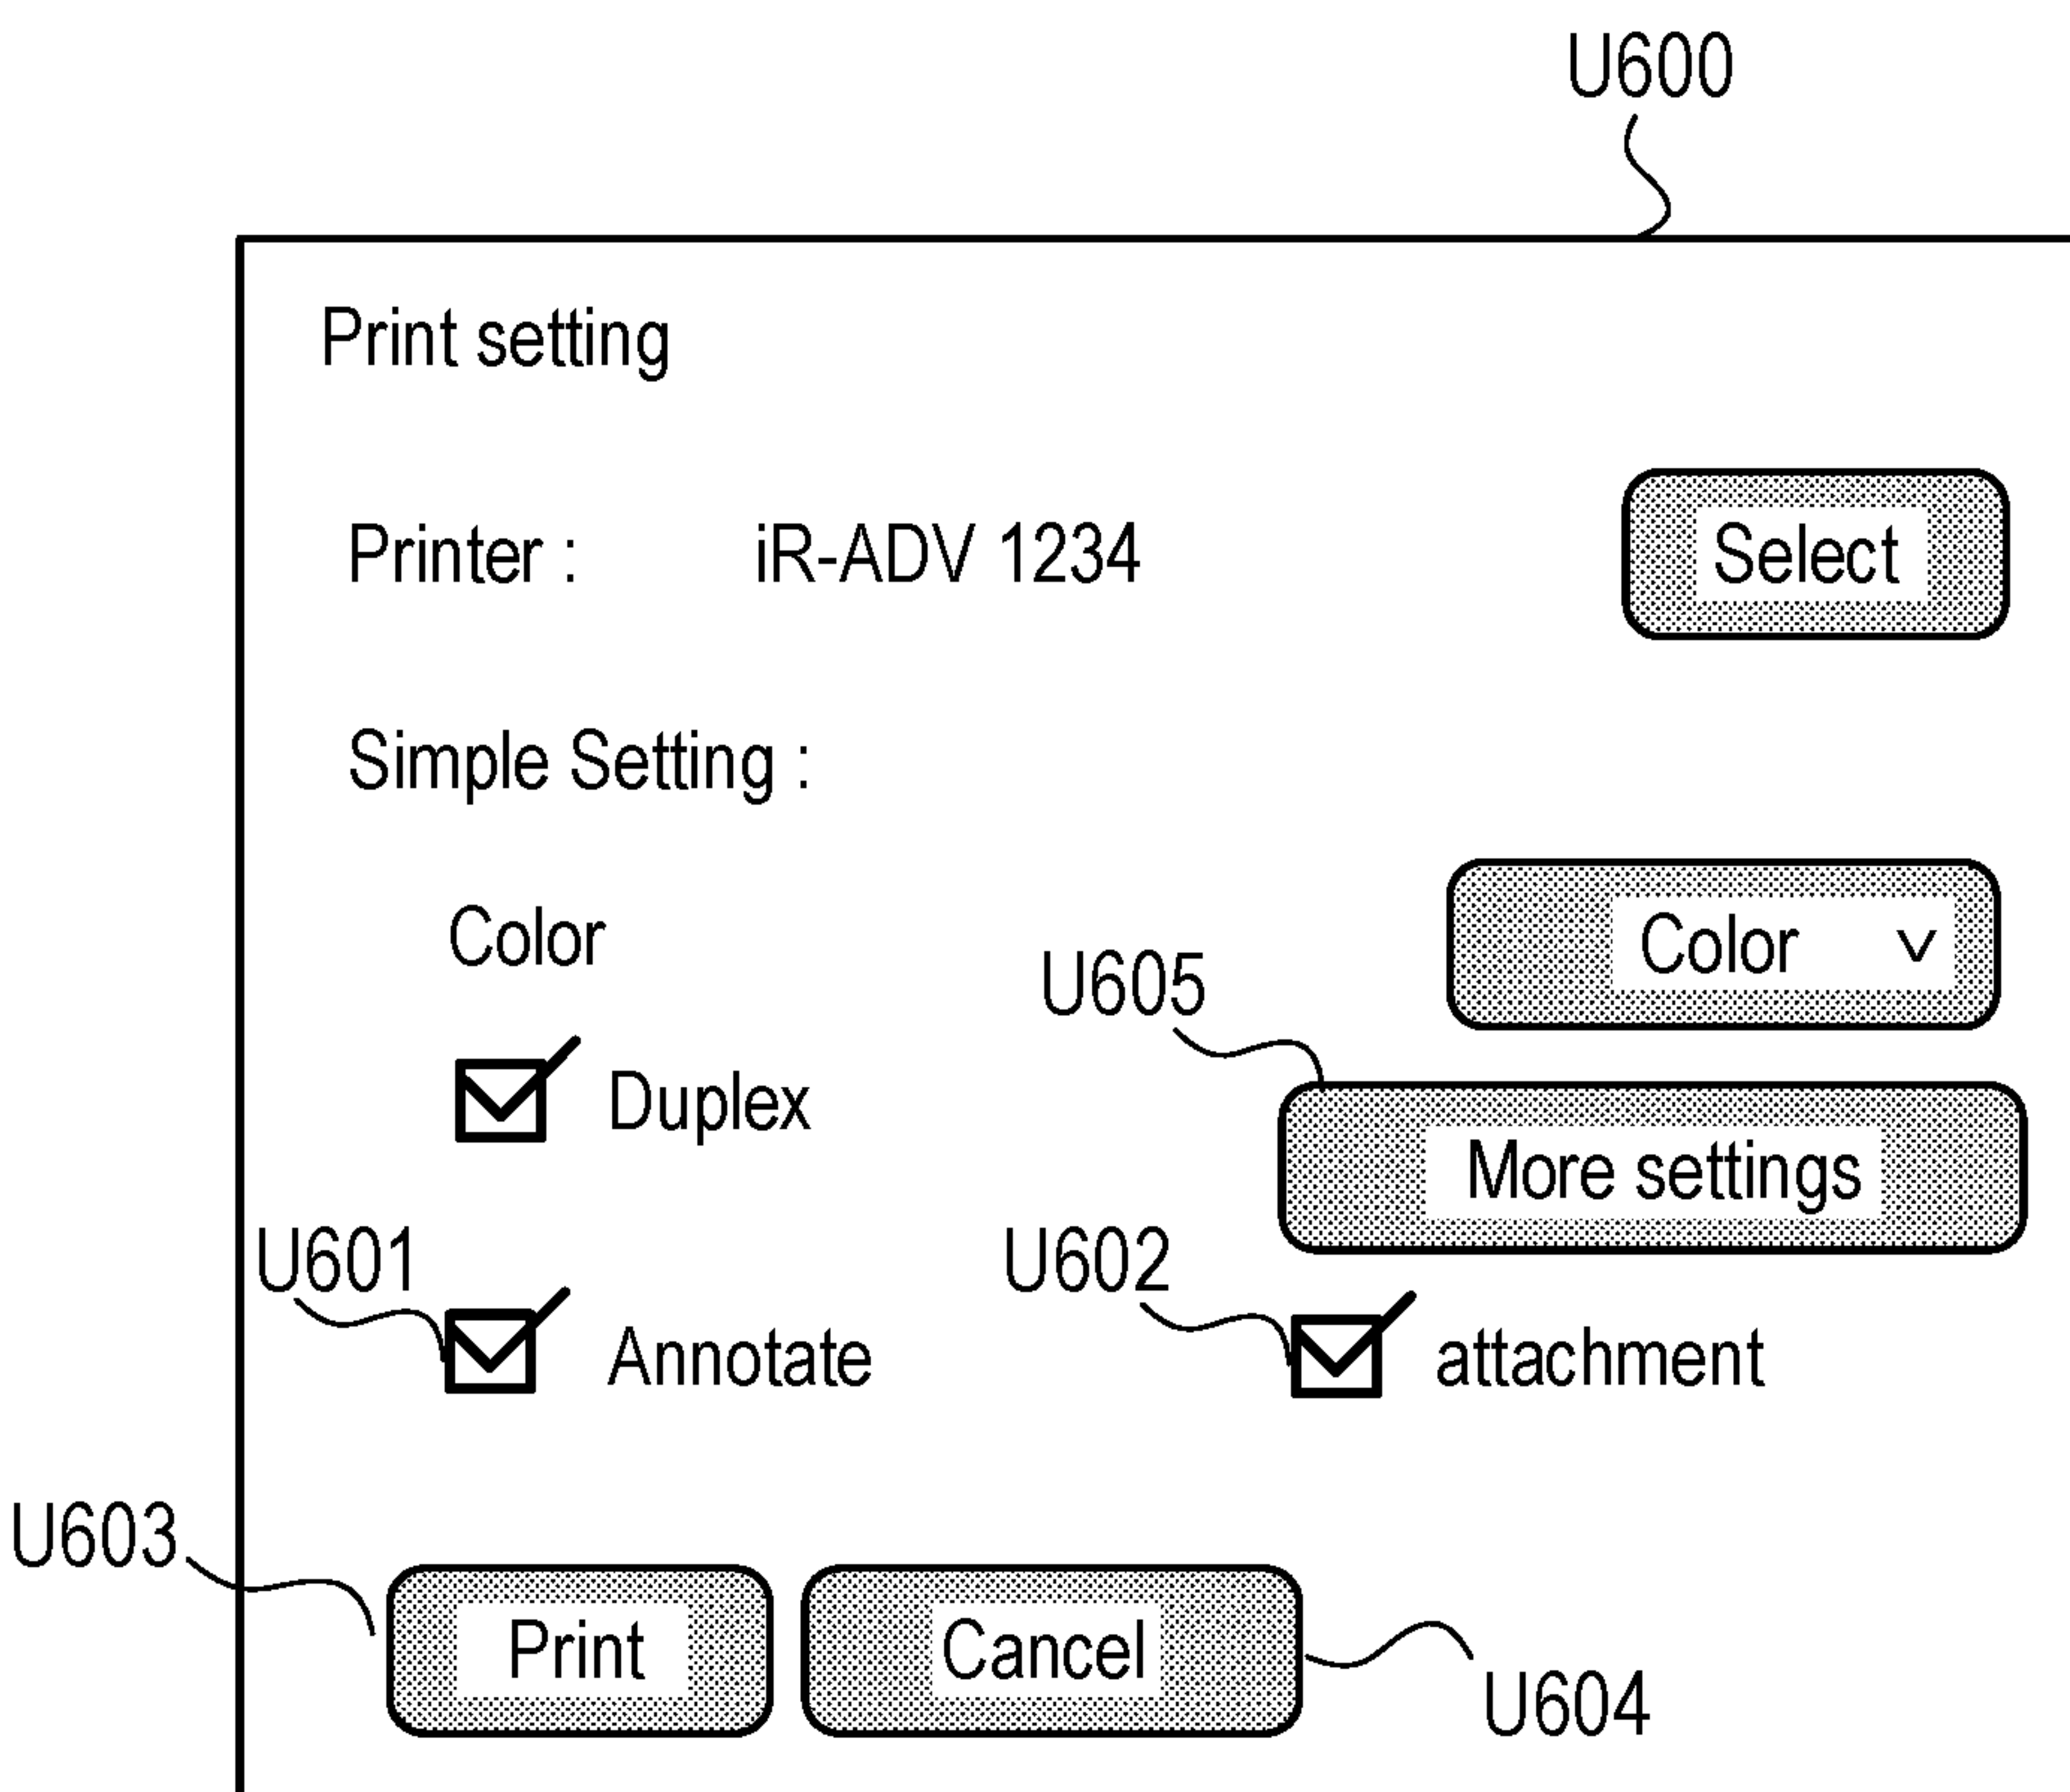 U600
Print setting
Printer : iR-ADV 1234 Select
Simple Setting :
Color Color ∨
U605
Duplex More settings
U601 U602
Annotate attachment
U603
Print Cancel
U604